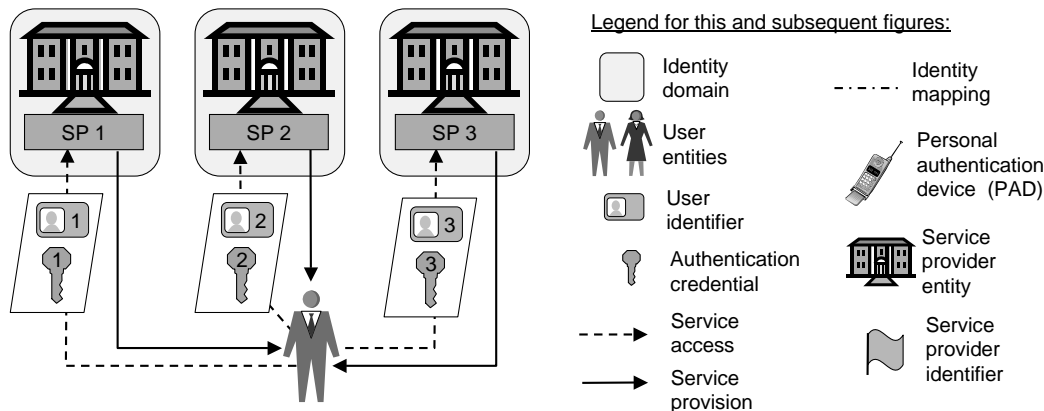 Legend for this and subsequent figures:
SP 1
SP 2
SP 3
1
2
3
1
2
3
Identity
domain
User
entities
User
identifier
Authentication
credential
Service
access
Service
provision
Identity
mapping
Personal
authentication
device (PAD)
Service
provider
entity
Service
provider
identifier